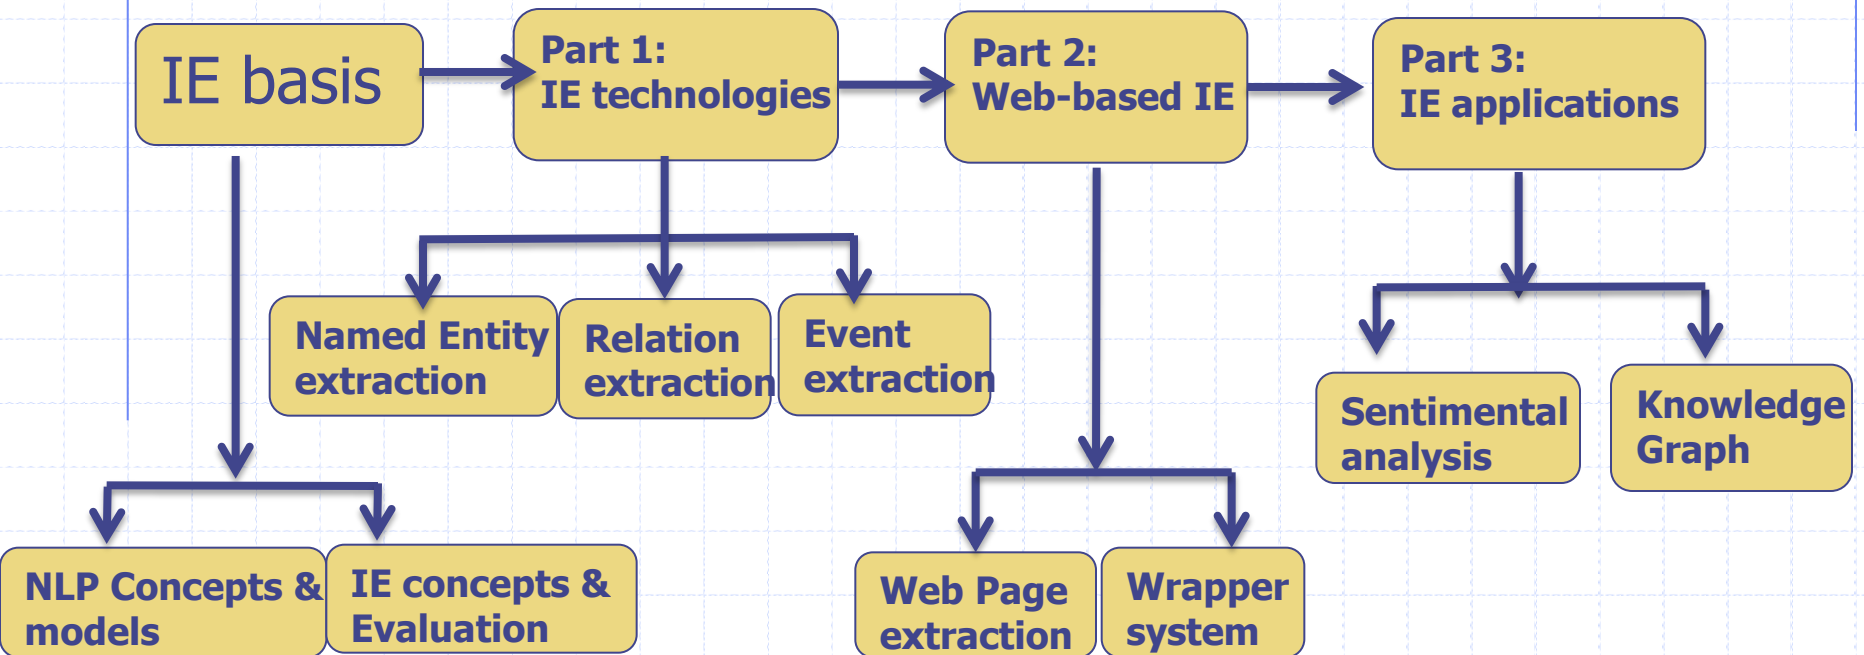 IE basis
Part 1:
IE technologies
Part 2:
Web-based IE
Part 3:
IE applications
Named Entity
extraction
Relation
extraction
Event
extraction
Sentimental
analysis
Knowledge
Graph
NLP Concepts &
models
IE concepts &
Evaluation
Web Page
extraction
Wrapper
system